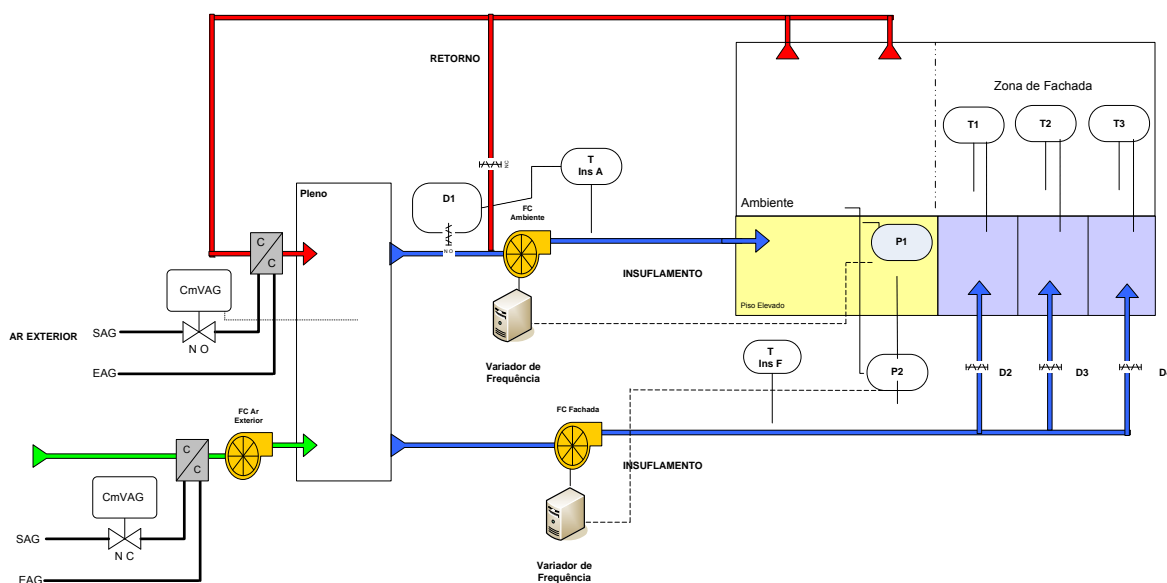 RETORNO
Zona de Fachada
T1
T2
T3
T
Ins A
NC
Pleno
D1
FC
Ambiente
Ambiente
P1
C
C
N O
CmVAG
INSUFLAMENTO
Piso Elevado
AR EXTERIOR
SAG
N O
EAG
Variador de
Frequência
T
Ins F
P2
D2
D3
D
FC Ar
Exterior
FC Fachada
C
C
INSUFLAMENTO
CmVAG
SAG
N C
EAG
Variador de
Frequência